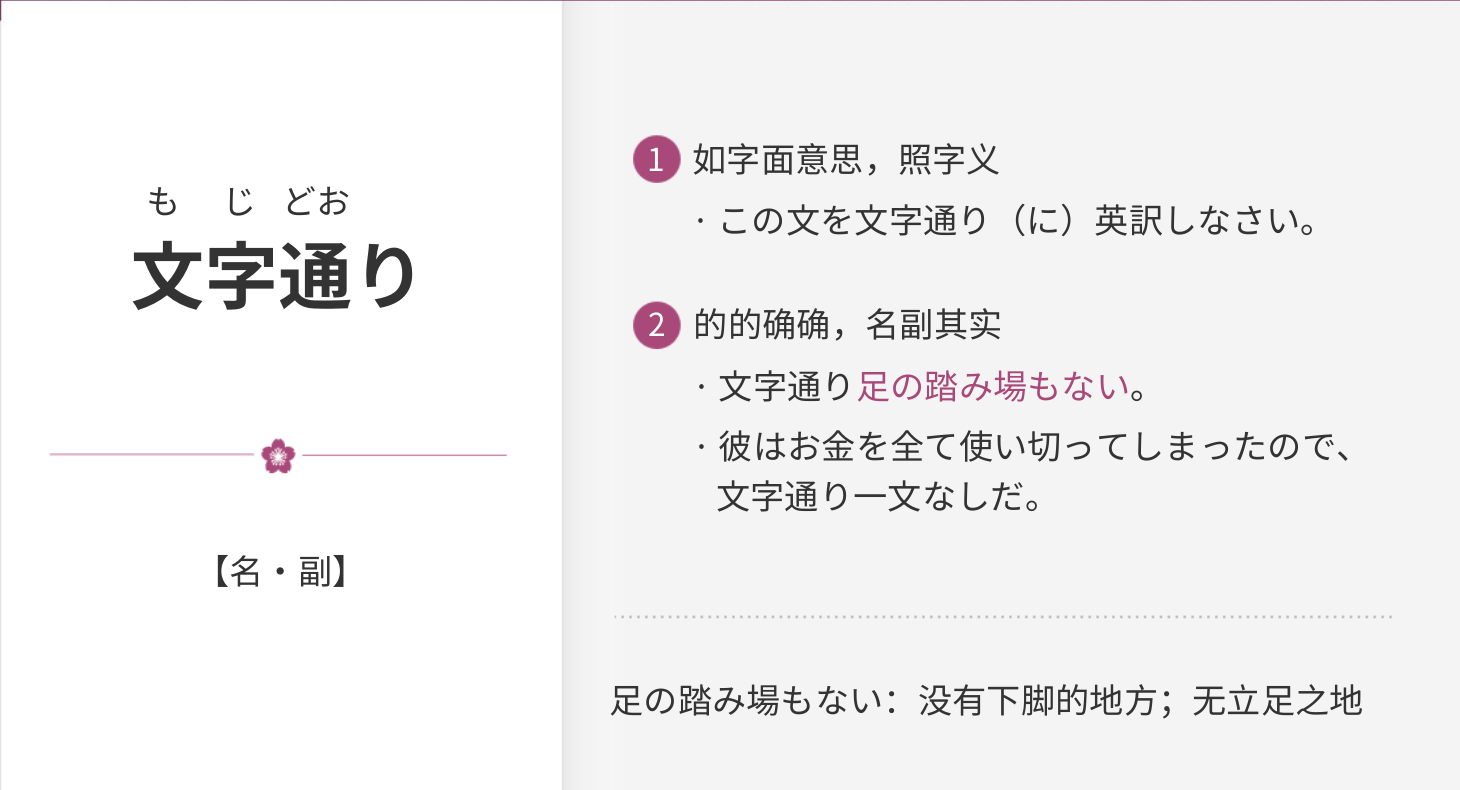 も じ どお
文字通り
【名・副】
1 如字面意思，照字义
・この文を文字通り（に）英訳しなさい。
2 的的确确，名副其实
・文字通り足の踏み場もない。
・彼はお金を全て使い切ってしまったので、
文字通り一文なしだ。
足の踏み場もない：没有下脚的地方；无立足之地